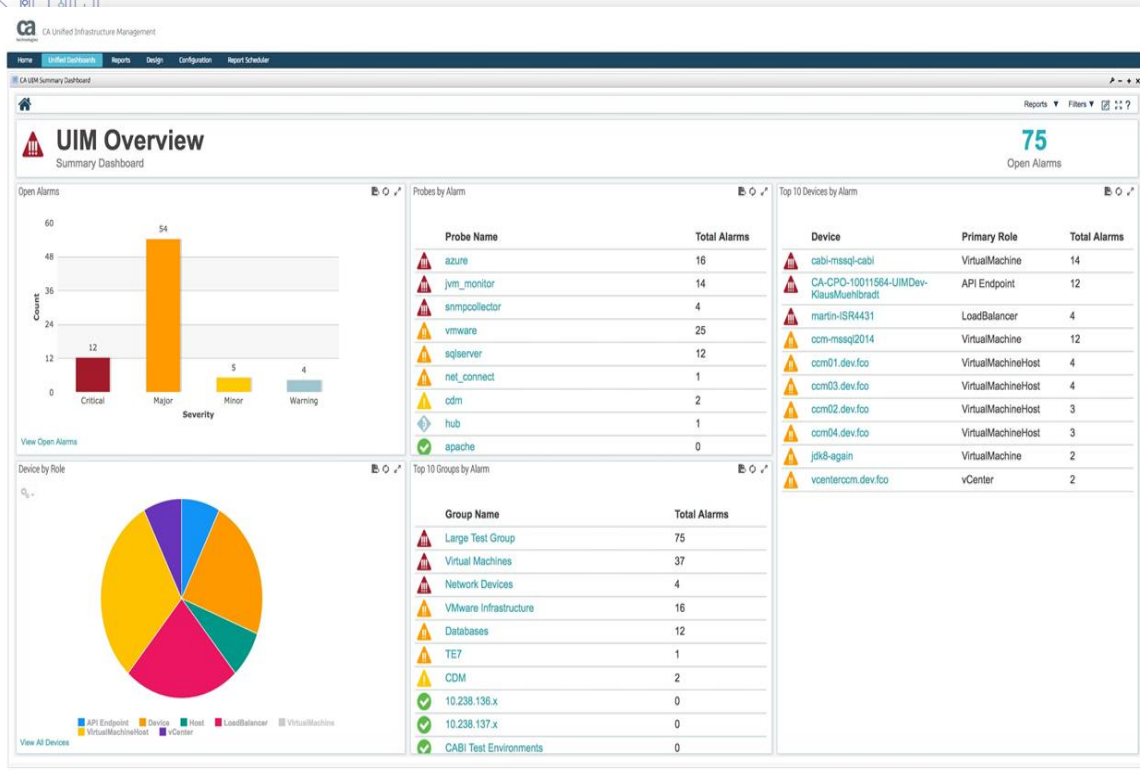 ca
technologies
CA Unified Infrastructure Management
Home Unified Dashboards Reports Design Configuration Report Scheduler
CA UIM Summary Dashboard
Reports Filters ?
UIM Overview
Summary Dashboard
75
Open Alarms
Open Alarms
60
48
36
24
12
0
Count
12
54
5
4
Critical Major Minor Warning
Severity
View Open Alarms
Probes by Alarm
Probe Name Total Alarms
azure 16
jvm_monitor 14
snmpcollector 4
vmware 25
sqlserver 12
net_connect 1
cdm 2
hub 1
apache 0
Top 10 Devices by Alarm
Device Primary Role Total Alarms
cabi-mssql-cabi VirtualMachine 14
CA-CPO-10011564-UIMDev-
KlausMuehlbradt API Endpoint 12
martin-ISR4431 LoadBalancer 4
ccm-mssql2014 VirtualMachine 12
ccm01.dev.fco VirtualMachineHost 4
ccm03.dev.fco VirtualMachineHost 4
ccm02.dev.fco VirtualMachineHost 3
ccm04.dev.fco VirtualMachineHost 3
jdk8-again VirtualMachine 2
vcenterccm.dev.fco vCenter 2
Device by Role
API Endpoint Device Host LoadBalancer VirtualMachine
VirtualMachineHost vCenter
View All Devices
Top 10 Groups by Alarm
Group Name Total Alarms
Large Test Group 75
Virtual Machines 37
Network Devices 4
VMware Infrastructure 16
Databases 12
TE7 1
CDM 2
10.238.136.x 0
10.238.137.x 0
CABI Test Environments 0